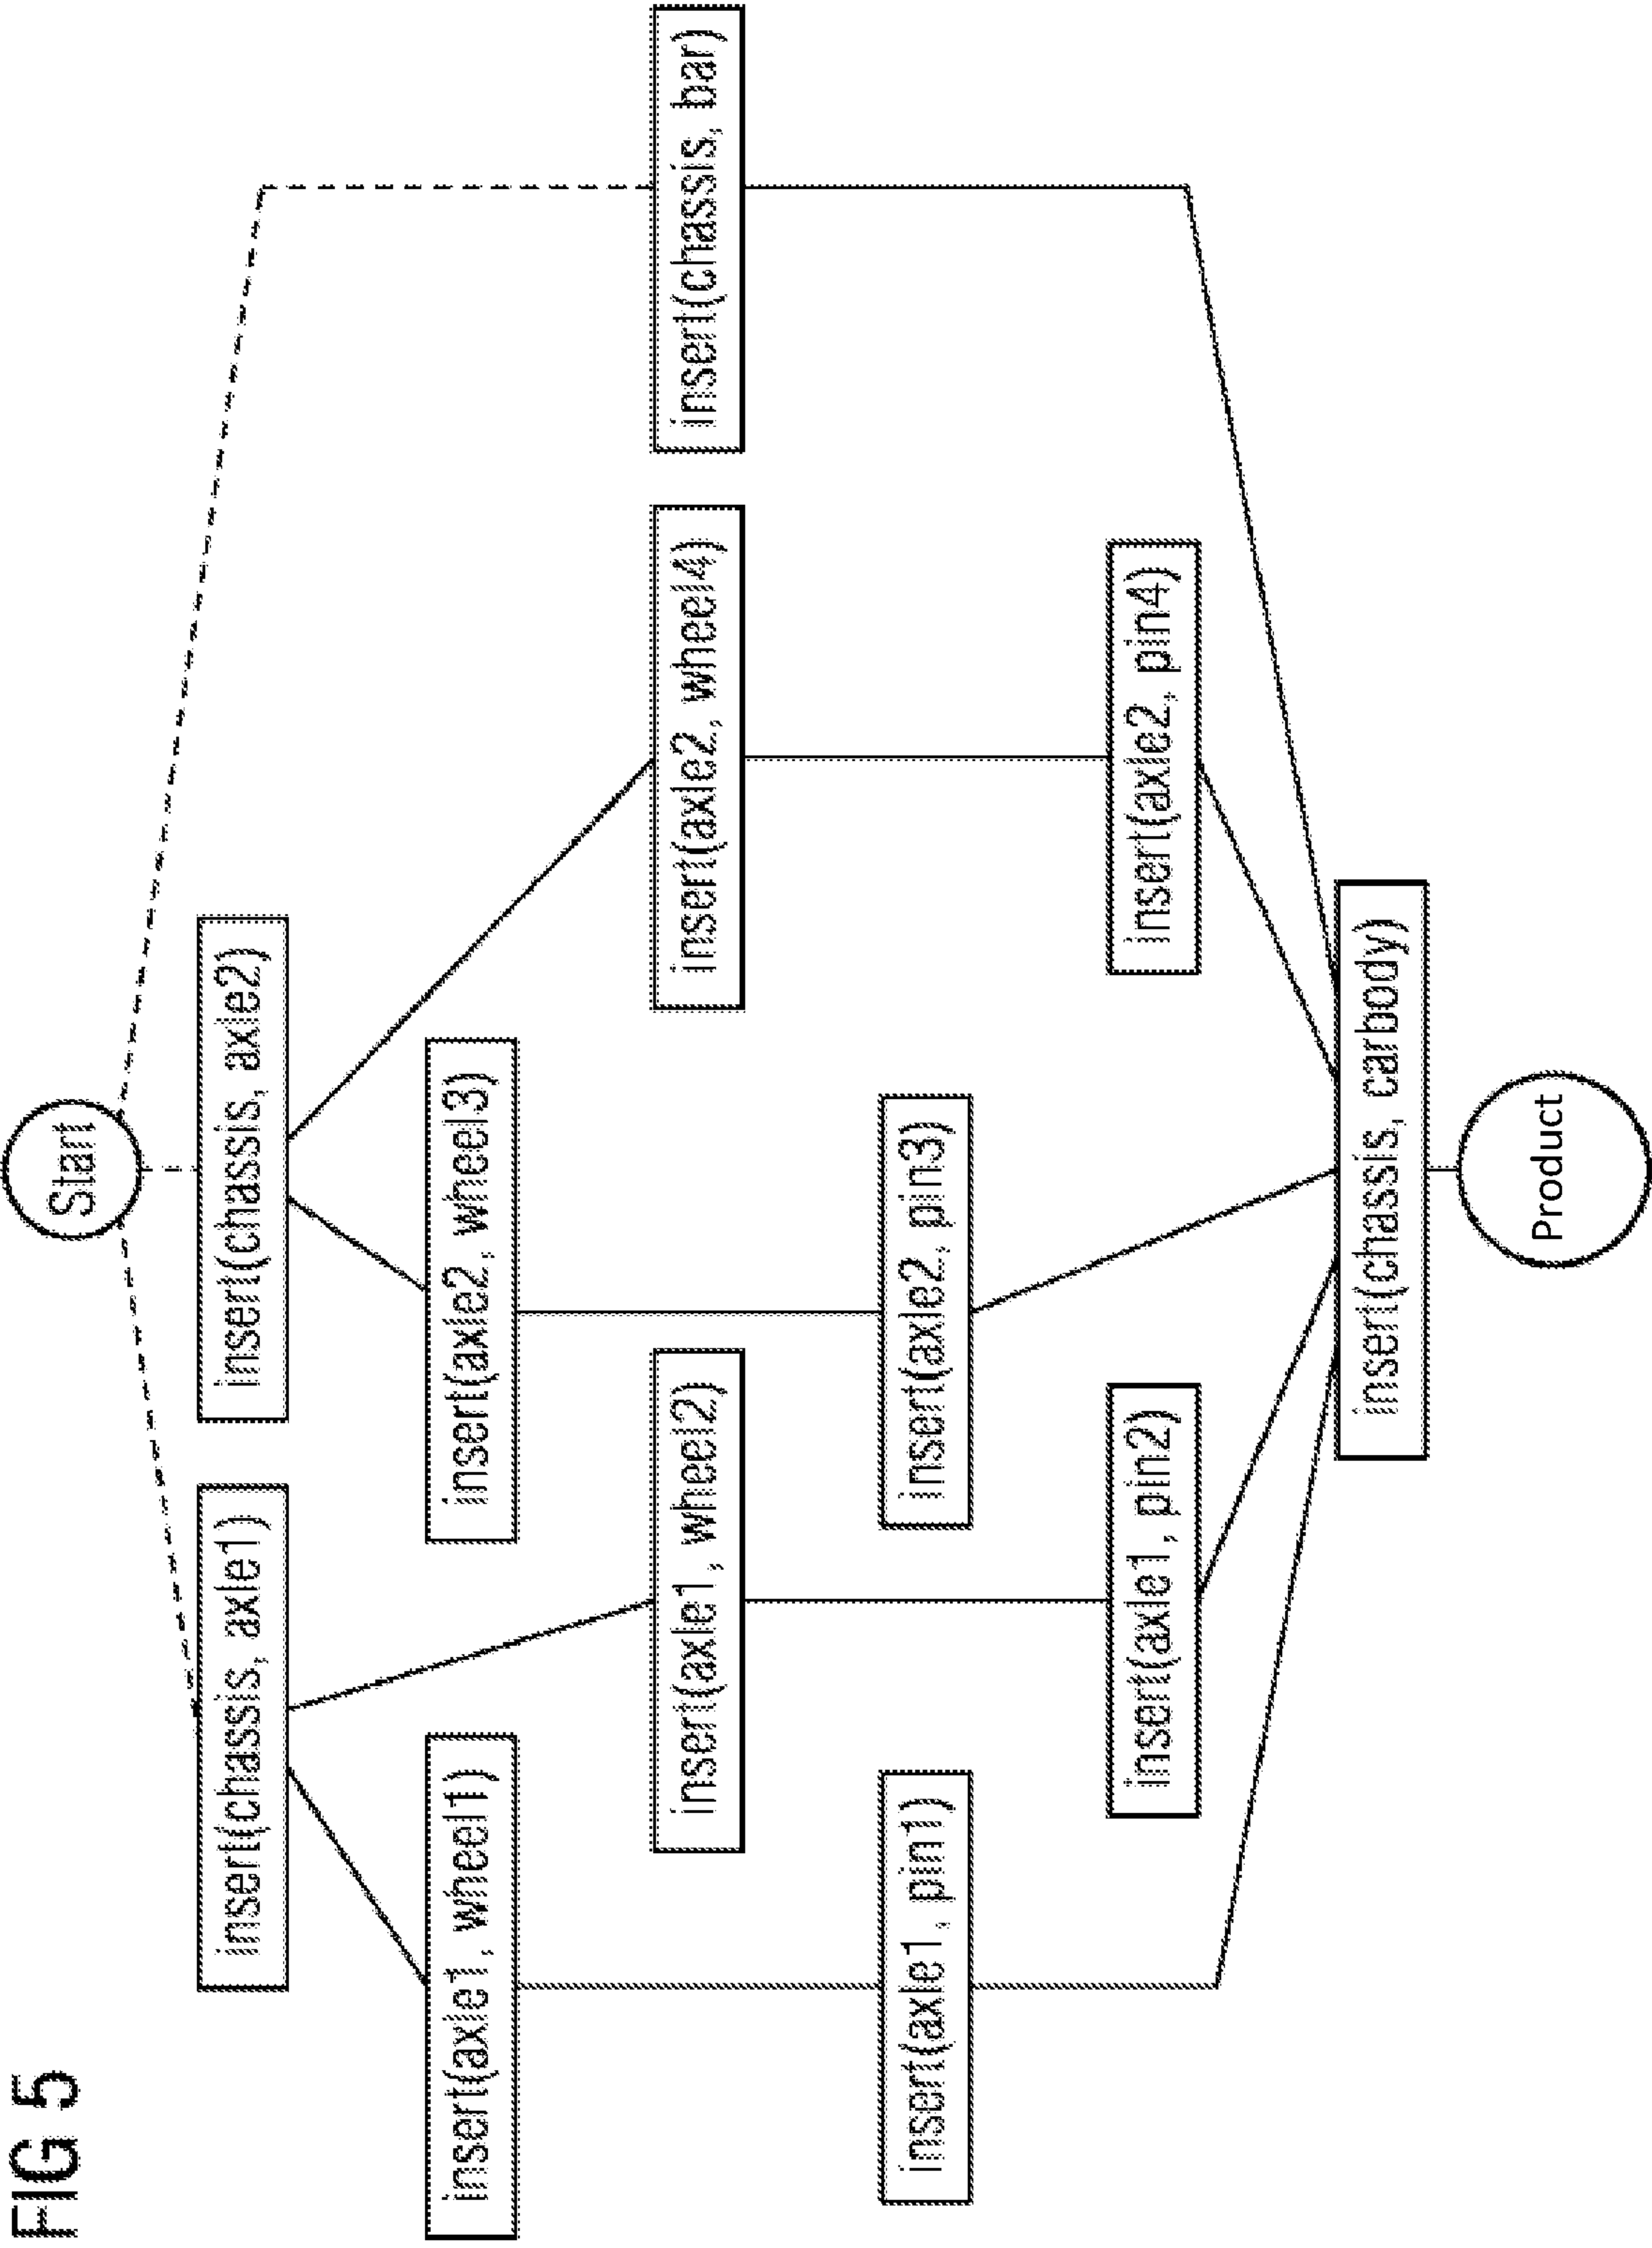 FIG 5
Start
insert(chassis, axle1)
insert(chassis, axle2)
insert(axle1, wheel1)
insert(axle2, wheel3)
insert(axle1, wheel2)
insert(axle2, wheel4)
insert(chassis, bar)
insert(axle1, pin1)
insert(axle2, pin3)
insert(axle1, pin2)
insert(axle2, pin4)
insert(chassis, carbody)
Product